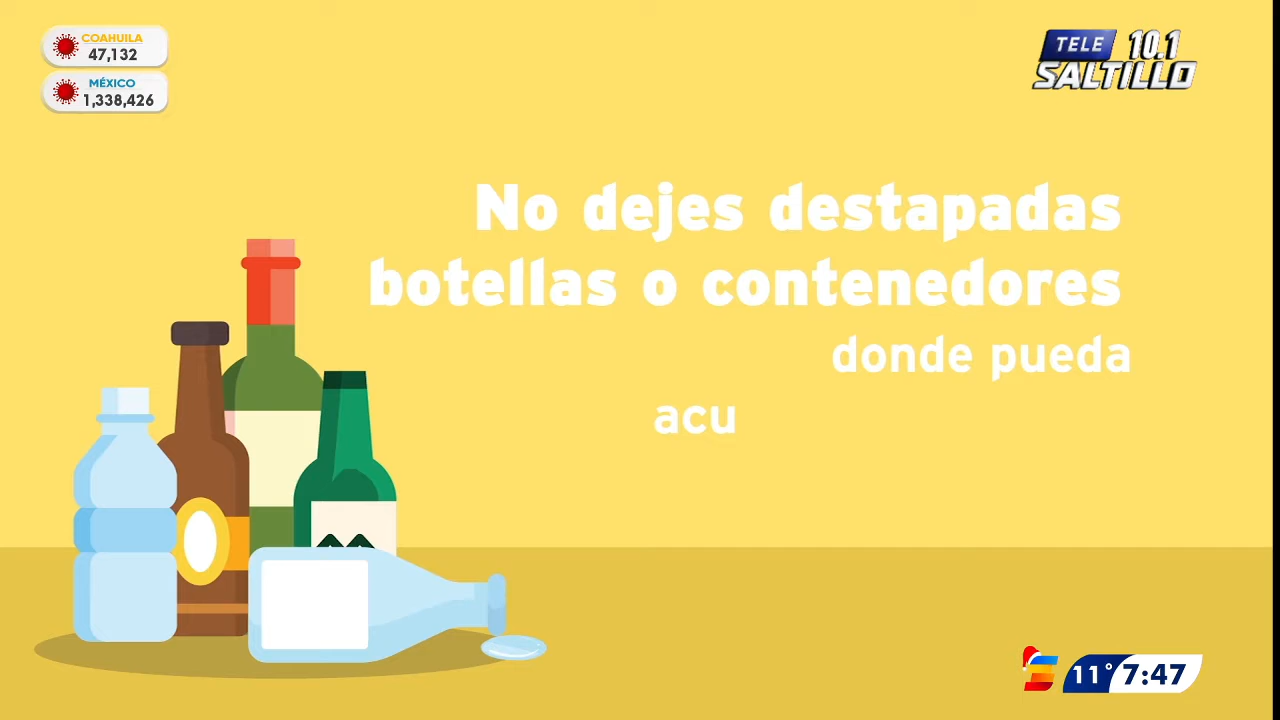 COAHUILA
47,132
MÉXICO
1,338,426
TELE 10.1
SALTILLO
No dejes destapadas
botellas o contenedores
donde pueda
acu
11° 7:47